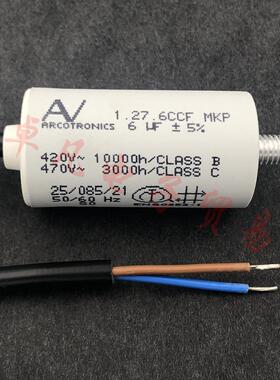 AV
ARCOTRONICS
1.27.6CCF MKP
6 µF ± 5%
420V~ 10000h/CLASS B
470V~ 3000h/CLASS C
25/085/21
50/60 Hz